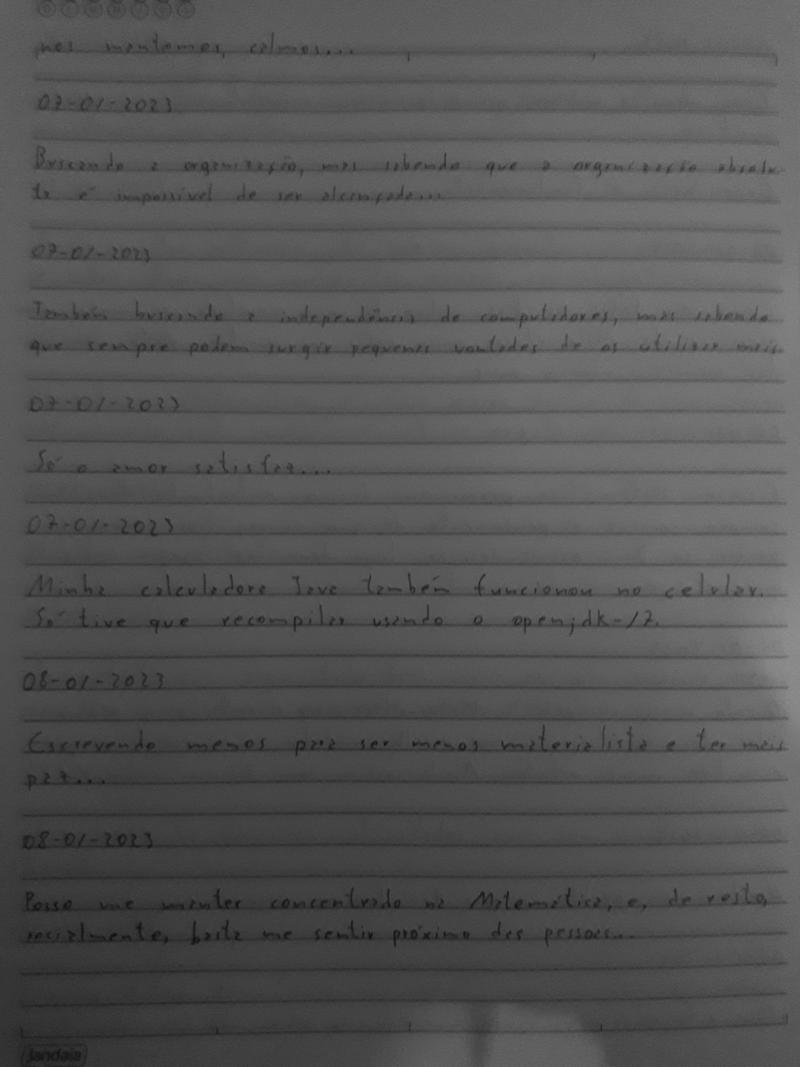 nos mantemos, calmos...
07-01-2023
Buscando a organização, mas sabendo que a organização absolu-
ta é impossível de ser alcançada...
07-01-2023
Também buscando a independência de computadores, mas sabendo
que sempre podem surgir pequenas vontades de os utilizar mais.
07-01-2023
Só o amor satisfaz...
07-01-2023
Minha calculadora Java também funcionou no celular.
Só tive que recompilar usando o openjdk-17.
08-01-2023
Escrevendo menos para ser menos materialista e ter mais
paz...
08-01-2023
Posso me manter concentrado na Matemática, e, de resto,
socialmente, basta me sentir próximo das pessoas...
jandaia